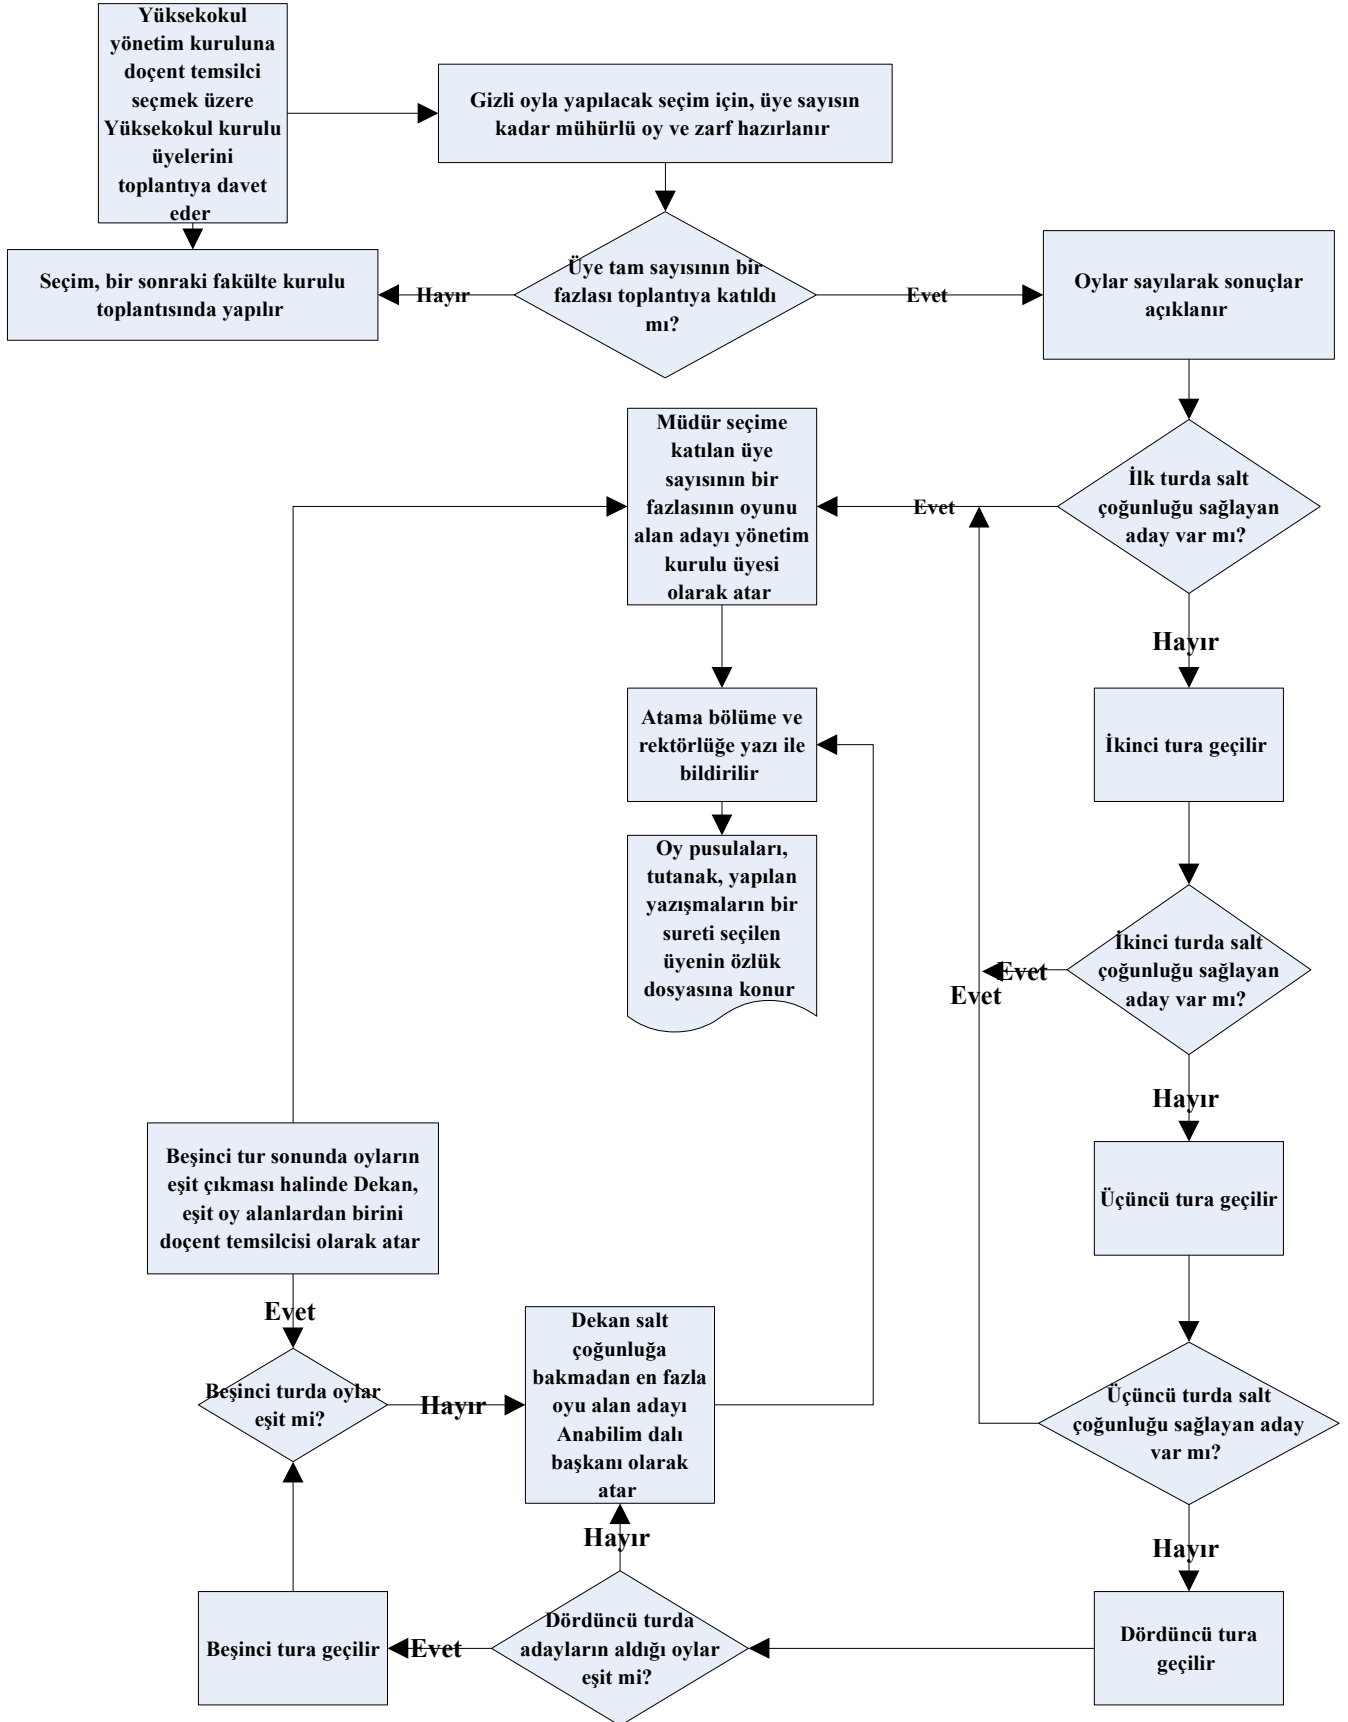 Yüksekokul
yönetim kuruluna
doçent temsilci
seçmek üzere
Yüksekokul kurulu
üyelerini
toplantıya davet
eder
Gizli oyla yapılacak seçim için, üye sayısın
kadar mühürlü oy ve zarf hazırlanır
Seçim, bir sonraki fakülte kurulu
toplantısında yapılır
Hayır
Üye tam sayısının bir
fazlası toplantıya katıldı
mı?
Evet
Oylar sayılarak sonuçlar
açıklanır
Müdür seçime
katılan üye
sayısının bir
fazlasının oyunu
alan adayı yönetim
kurulu üyesi
olarak atar
Evet
İlk turda salt
çoğunluğu sağlayan
aday var mı?
Hayır
Atama bölüme ve
rektörlüğe yazı ile
bildirilir
İkinci tura geçilir
Oy pusulaları,
tutanak, yapılan
yazışmaların bir
sureti seçilen
üyenin özlük
dosyasına konur
İkinci turda salt
çoğunluğu sağlayan
aday var mı?
Evet
Evet
Hayır
Üçüncü tura geçilir
Beşinci tur sonunda oyların
eşit çıkması halinde Dekan,
eşit oy alanlardan birini
doçent temsilcisi olarak atar
Evet
Beşinci turda oylar
eşit mi?
Hayır
Dekan salt
çoğunluğa
bakmadan en fazla
oyu alan adayı
Anabilim dalı
başkanı olarak
atar
Üçüncü turda salt
çoğunluğu sağlayan aday
var mı?
Hayır
Hayır
Beşinci tura geçilir
Evet
Dördüncü turda
adayların aldığı oylar
eşit mi?
Dördüncü tura
geçilir